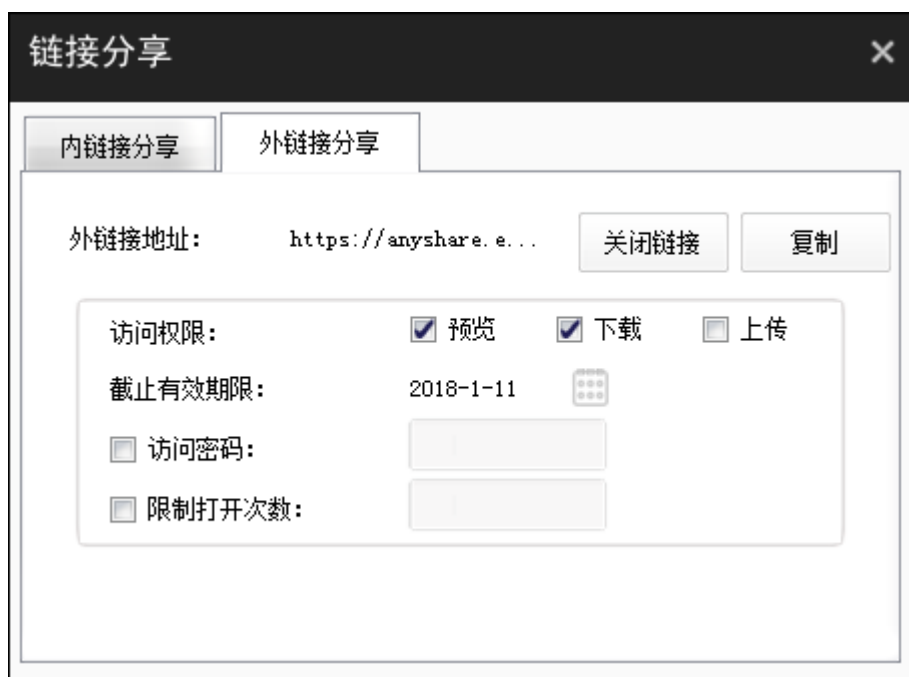 链接分享
内链接分享 外链接分享
外链接地址: https://anyshare.e... 关闭链接 复制
访问权限: 预览 下载 上传
截止有效期限: 2018-1-11
访问密码:
限制打开次数: